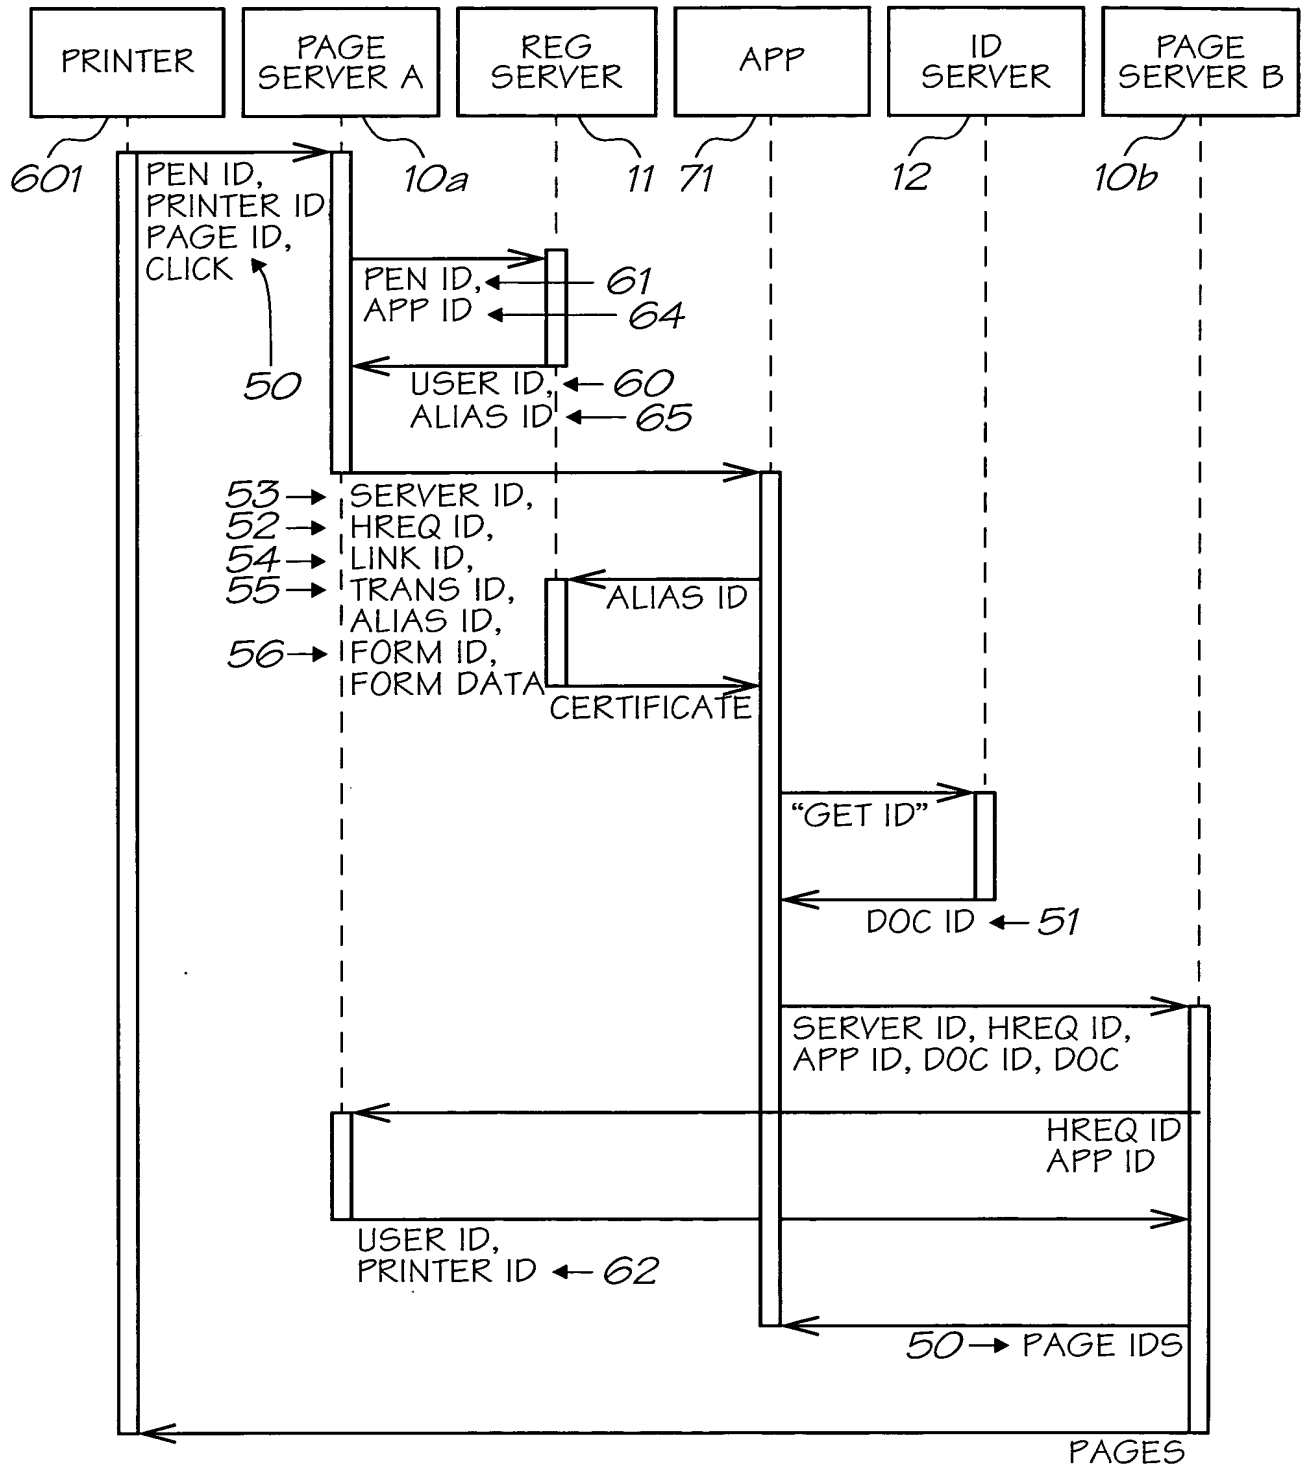 PRINTER
PAGE
SERVER A
REG
SERVER
APP
ID
SERVER
PAGE
SERVER B
601
10a
11
71
12
10b
PEN ID,
PRINTER ID
PAGE ID,
CLICK
50
PEN ID,
61
APP ID
64
USER ID,
60
ALIAS ID
65
53
SERVER ID,
52
HREQ ID,
54
LINK ID,
55
TRANS ID,
ALIAS ID,
56
FORM ID,
FORM DATA
ALIAS ID
CERTIFICATE
“GET ID”
DOC ID
51
SERVER ID, HREQ ID,
APP ID, DOC ID, DOC
HREQ ID
APP ID
USER ID,
PRINTER ID
62
50
PAGE IDS
PAGES